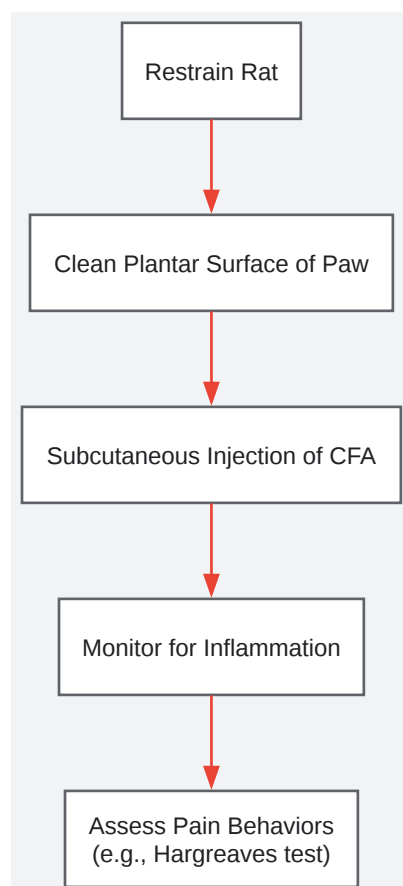 Restrain Rat
Clean Plantar Surface of Paw
Subcutaneous Injection of CFA
Monitor for Inflammation
Assess Pain Behaviors
(e.g., Hargreaves test)